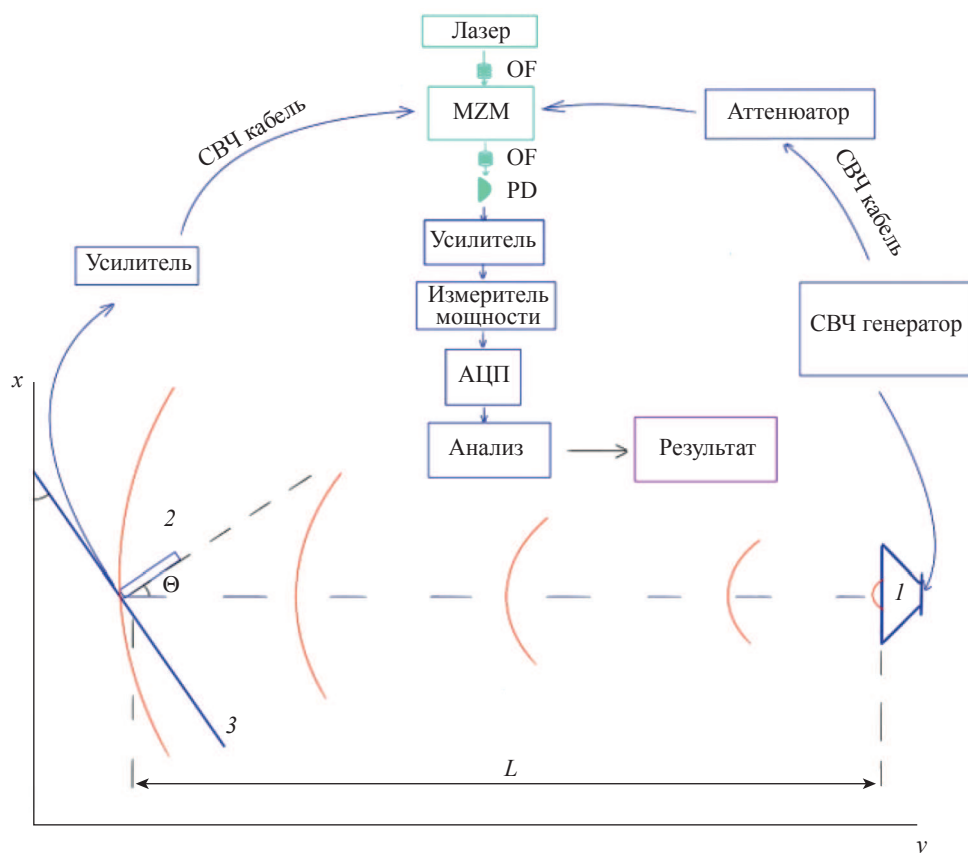 Лазер
OF
MZM
СВЧ кабель
Аттенюатор
OF
PD
СВЧ кабель
Усилитель
Усилитель
Измеритель
мощности
СВЧ генератор
АЦП
x
Анализ
Результат
2
Θ
1
3
L
y